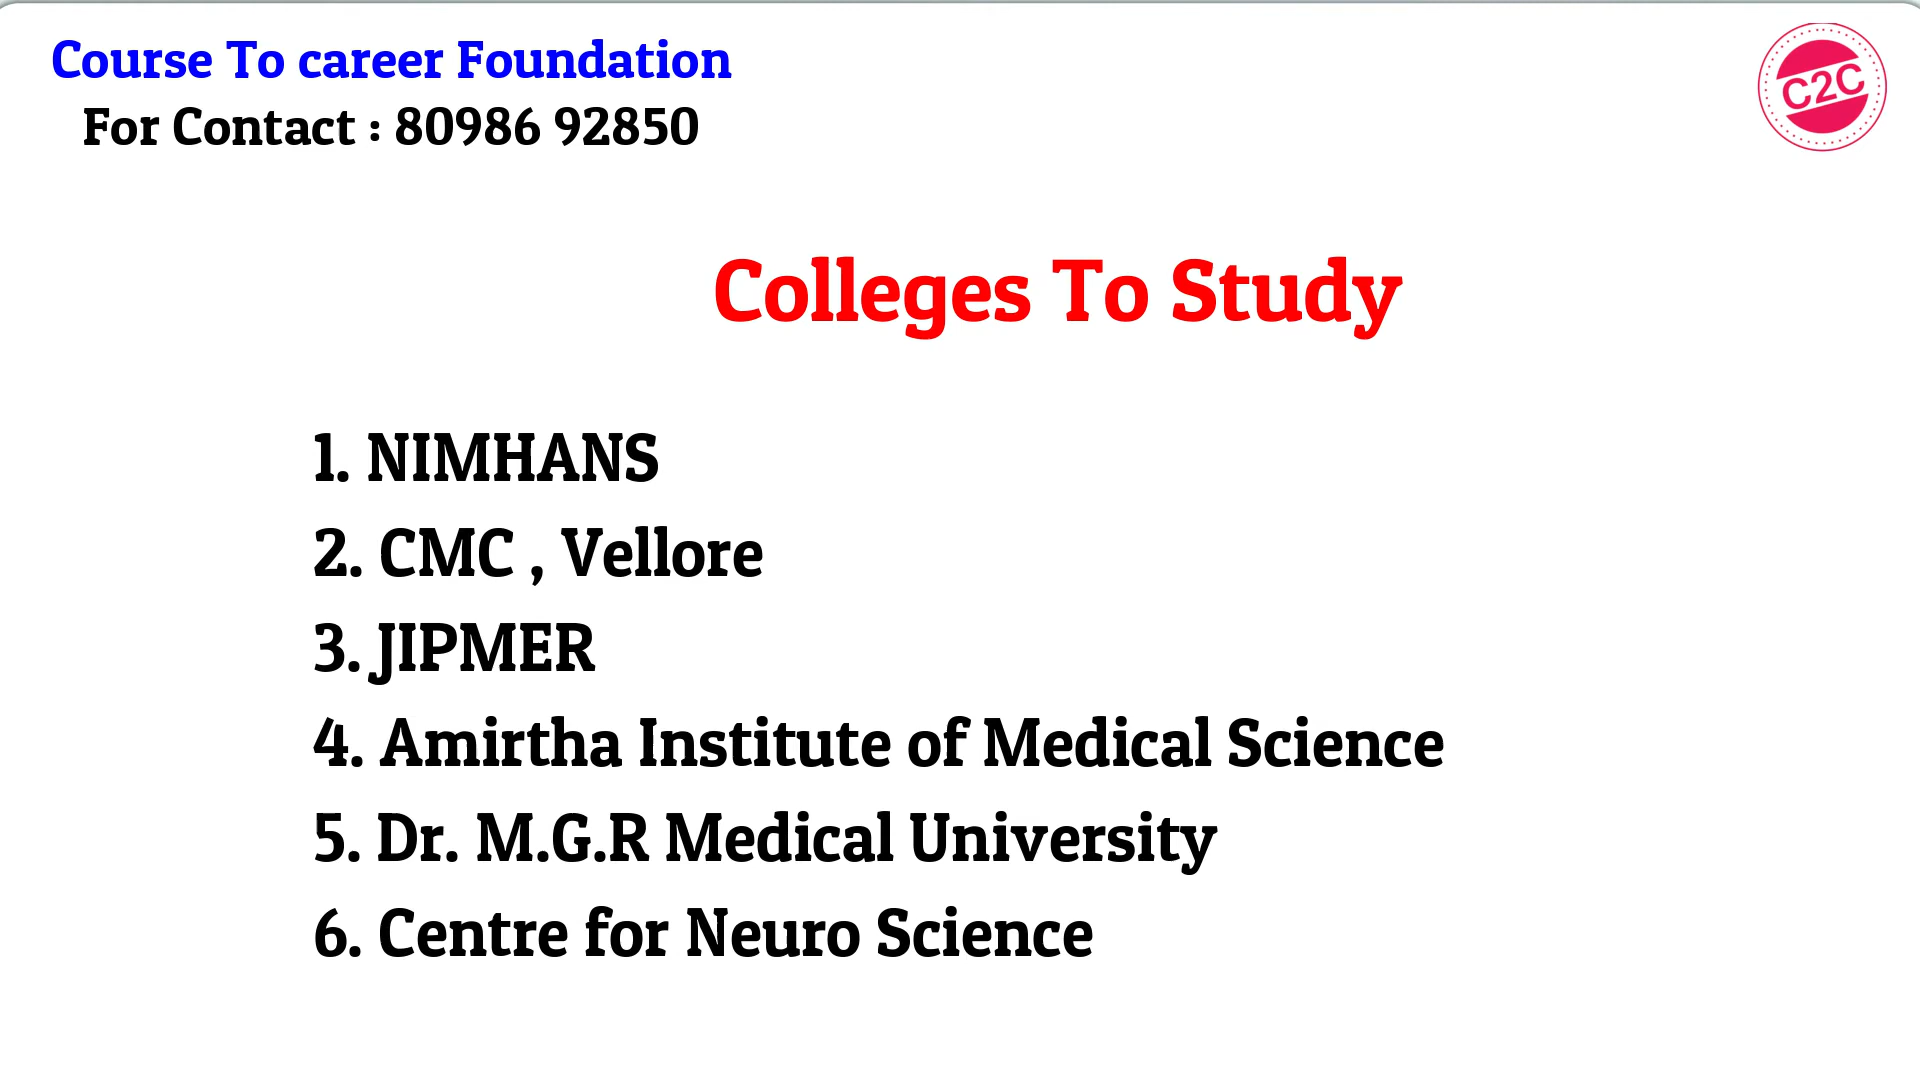 Course To career Foundation
For Contact : 80986 92850
C2C
Colleges To Study
1. NIMHANS
2. CMC , Vellore
3. JIPMER
4. Amirtha Institute of Medical Science
5. Dr. M.G.R Medical University
6. Centre for Neuro Science